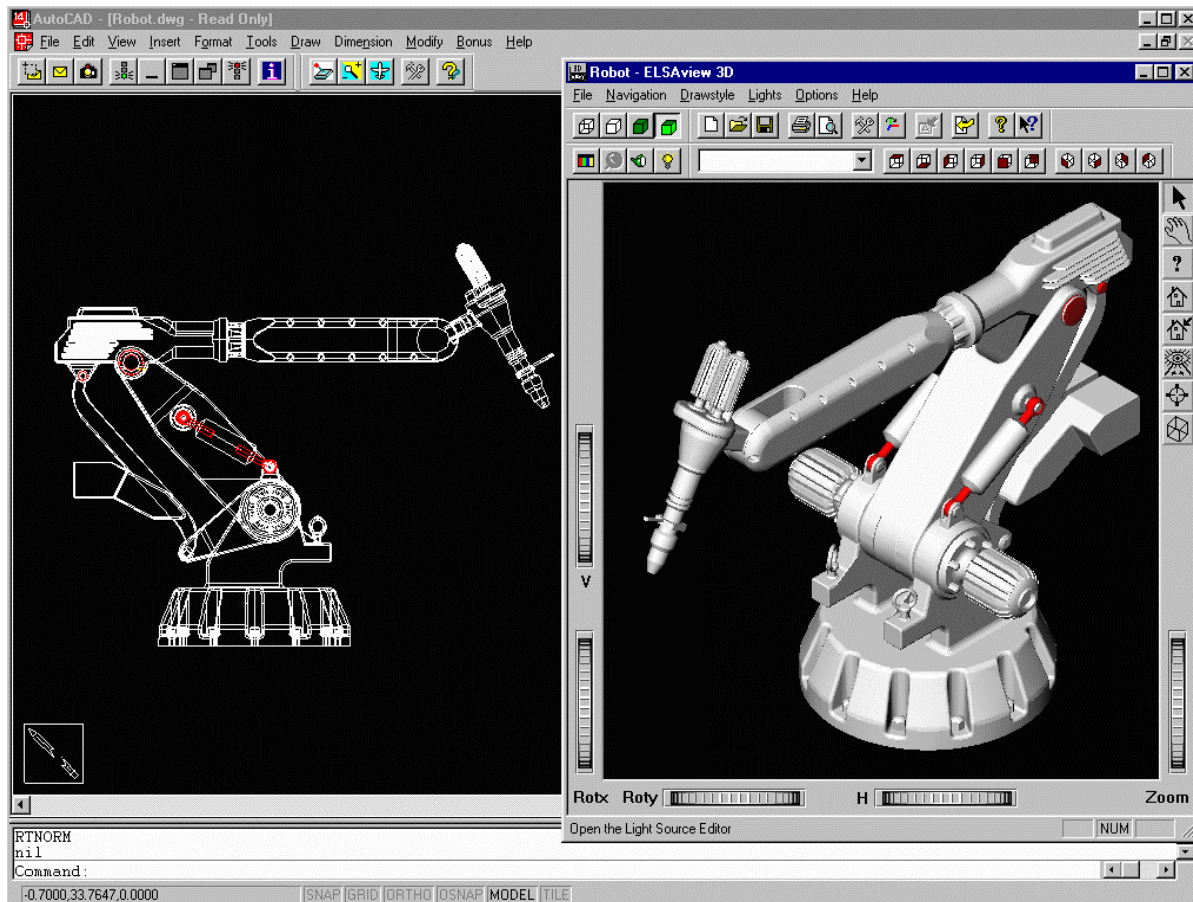 AutoCAD - [Robot.dwg - Read Only]
File Edit View Insert Format Tools Draw Dimension Modify Bonus Help
Robot - ELSAview 3D
File Navigation Drawstyle Lights Options Help
V
Rotx Roty H Zoom
Open the Light Source Editor NUM
RTNORM
nil
Command:
-0.7000,33.7647,0.0000 SNAP GRID ORTHO OSNAP MODEL TILE